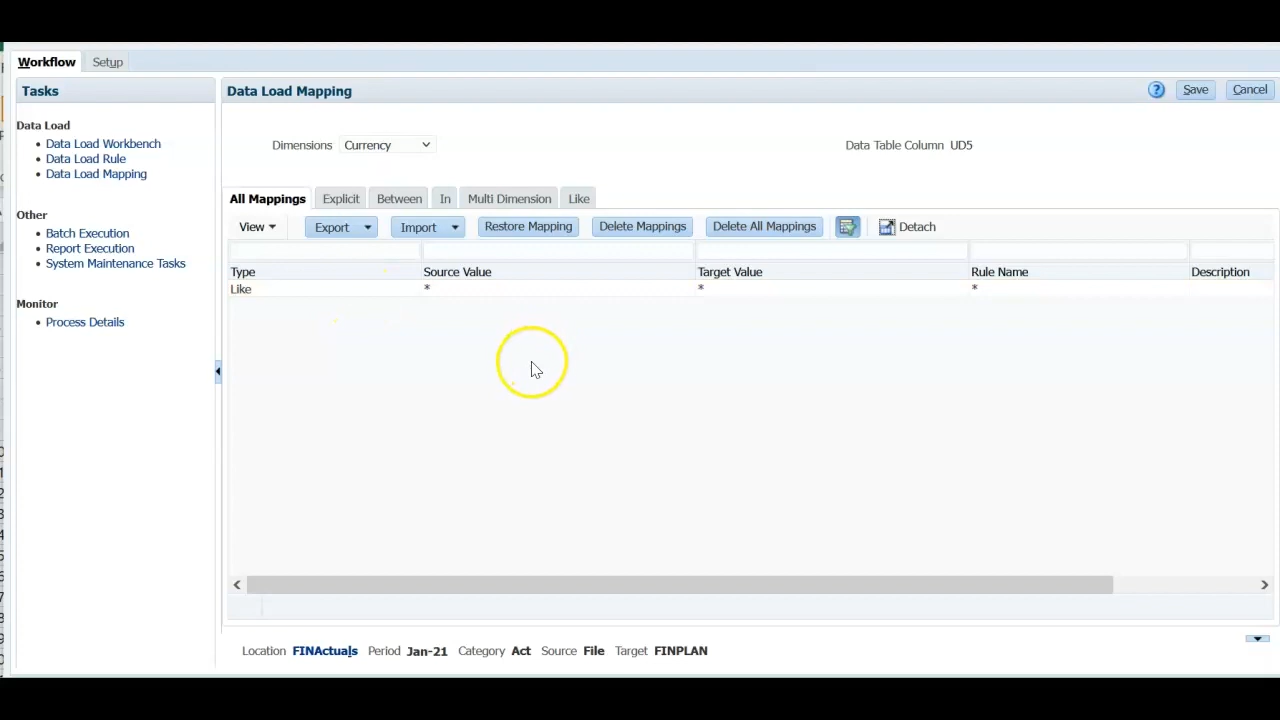 Workflow Setup
Tasks
Data Load Mapping
Save Cancel
Data Load
Data Load Workbench
Data Load Rule
Data Load Mapping
Other
Batch Execution
Report Execution
System Maintenance Tasks
Monitor
Process Details
Dimensions Currency
Data Table Column UD5
All Mappings Explicit Between In Multi Dimension Like
View Export Import Restore Mapping Delete Mappings Delete All Mappings Detach
Type Source Value Target Value Rule Name Description
Like * * *
Location FINActuals Period Jan-21 Category Act Source File Target FINPLAN